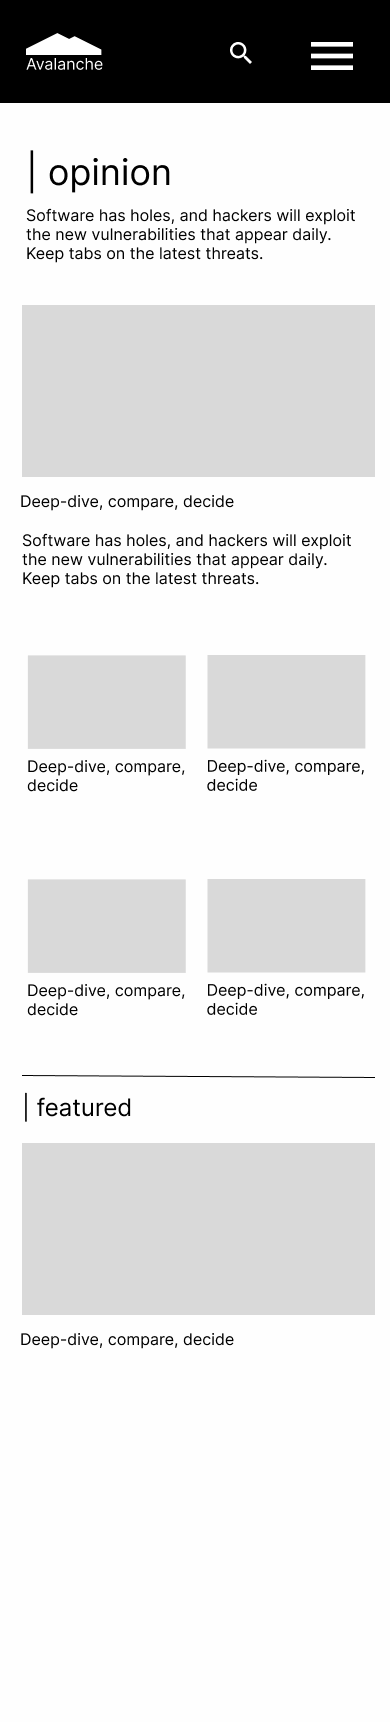 Avalanche
opinion
Software has holes, and hackers will exploit
the new vulnerabilities that appear daily.
Keep tabs on the latest threats.
Deep-dive, compare, decide
Software has holes, and hackers will exploit
the new vulnerabilities that appear daily.
Keep tabs on the latest threats.
Deep-dive, compare,
decide
Deep-dive, compare,
decide
Deep-dive, compare,
decide
Deep-dive, compare,
decide
featured
Deep-dive, compare, decide